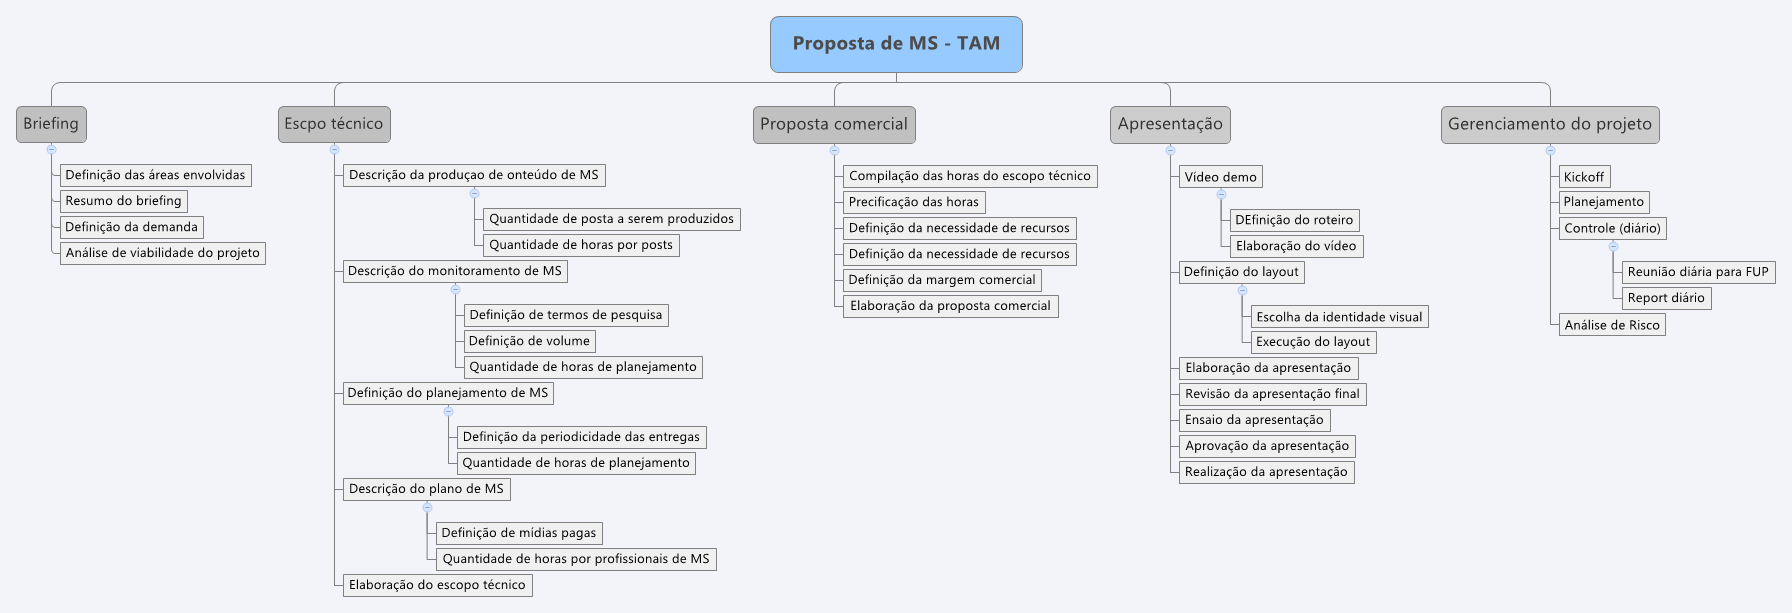 Proposta de MS - TAM
Briefing
Definição das áreas envolvidas
Resumo do briefing
Definição da demanda
Análise de viabilidade do projeto
Escpo técnico
Descrição da produçao de onteúdo de MS
Quantidade de posta a serem produzidos
Quantidade de horas por posts
Descrição do monitoramento de MS
Definição de termos de pesquisa
Definição de volume
Quantidade de horas de planejamento
Definição do planejamento de MS
Definição da periodicidade das entregas
Quantidade de horas de planejamento
Descrição do plano de MS
Definição de mídias pagas
Quantidade de horas por profissionais de MS
Elaboração do escopo técnico
Proposta comercial
Compilação das horas do escopo técnico
Precificação das horas
Definição da necessidade de recursos
Definição da necessidade de recursos
Definição da margem comercial
Elaboração da proposta comercial
Apresentação
Vídeo demo
DEfinição do roteiro
Elaboração do vídeo
Definição do layout
Escolha da identidade visual
Execução do layout
Elaboração da apresentação
Revisão da apresentação final
Ensaio da apresentação
Aprovação da apresentação
Realização da apresentação
Gerenciamento do projeto
Kickoff
Planejamento
Controle (diário)
Reunião diária para FUP
Report diário
Análise de Risco